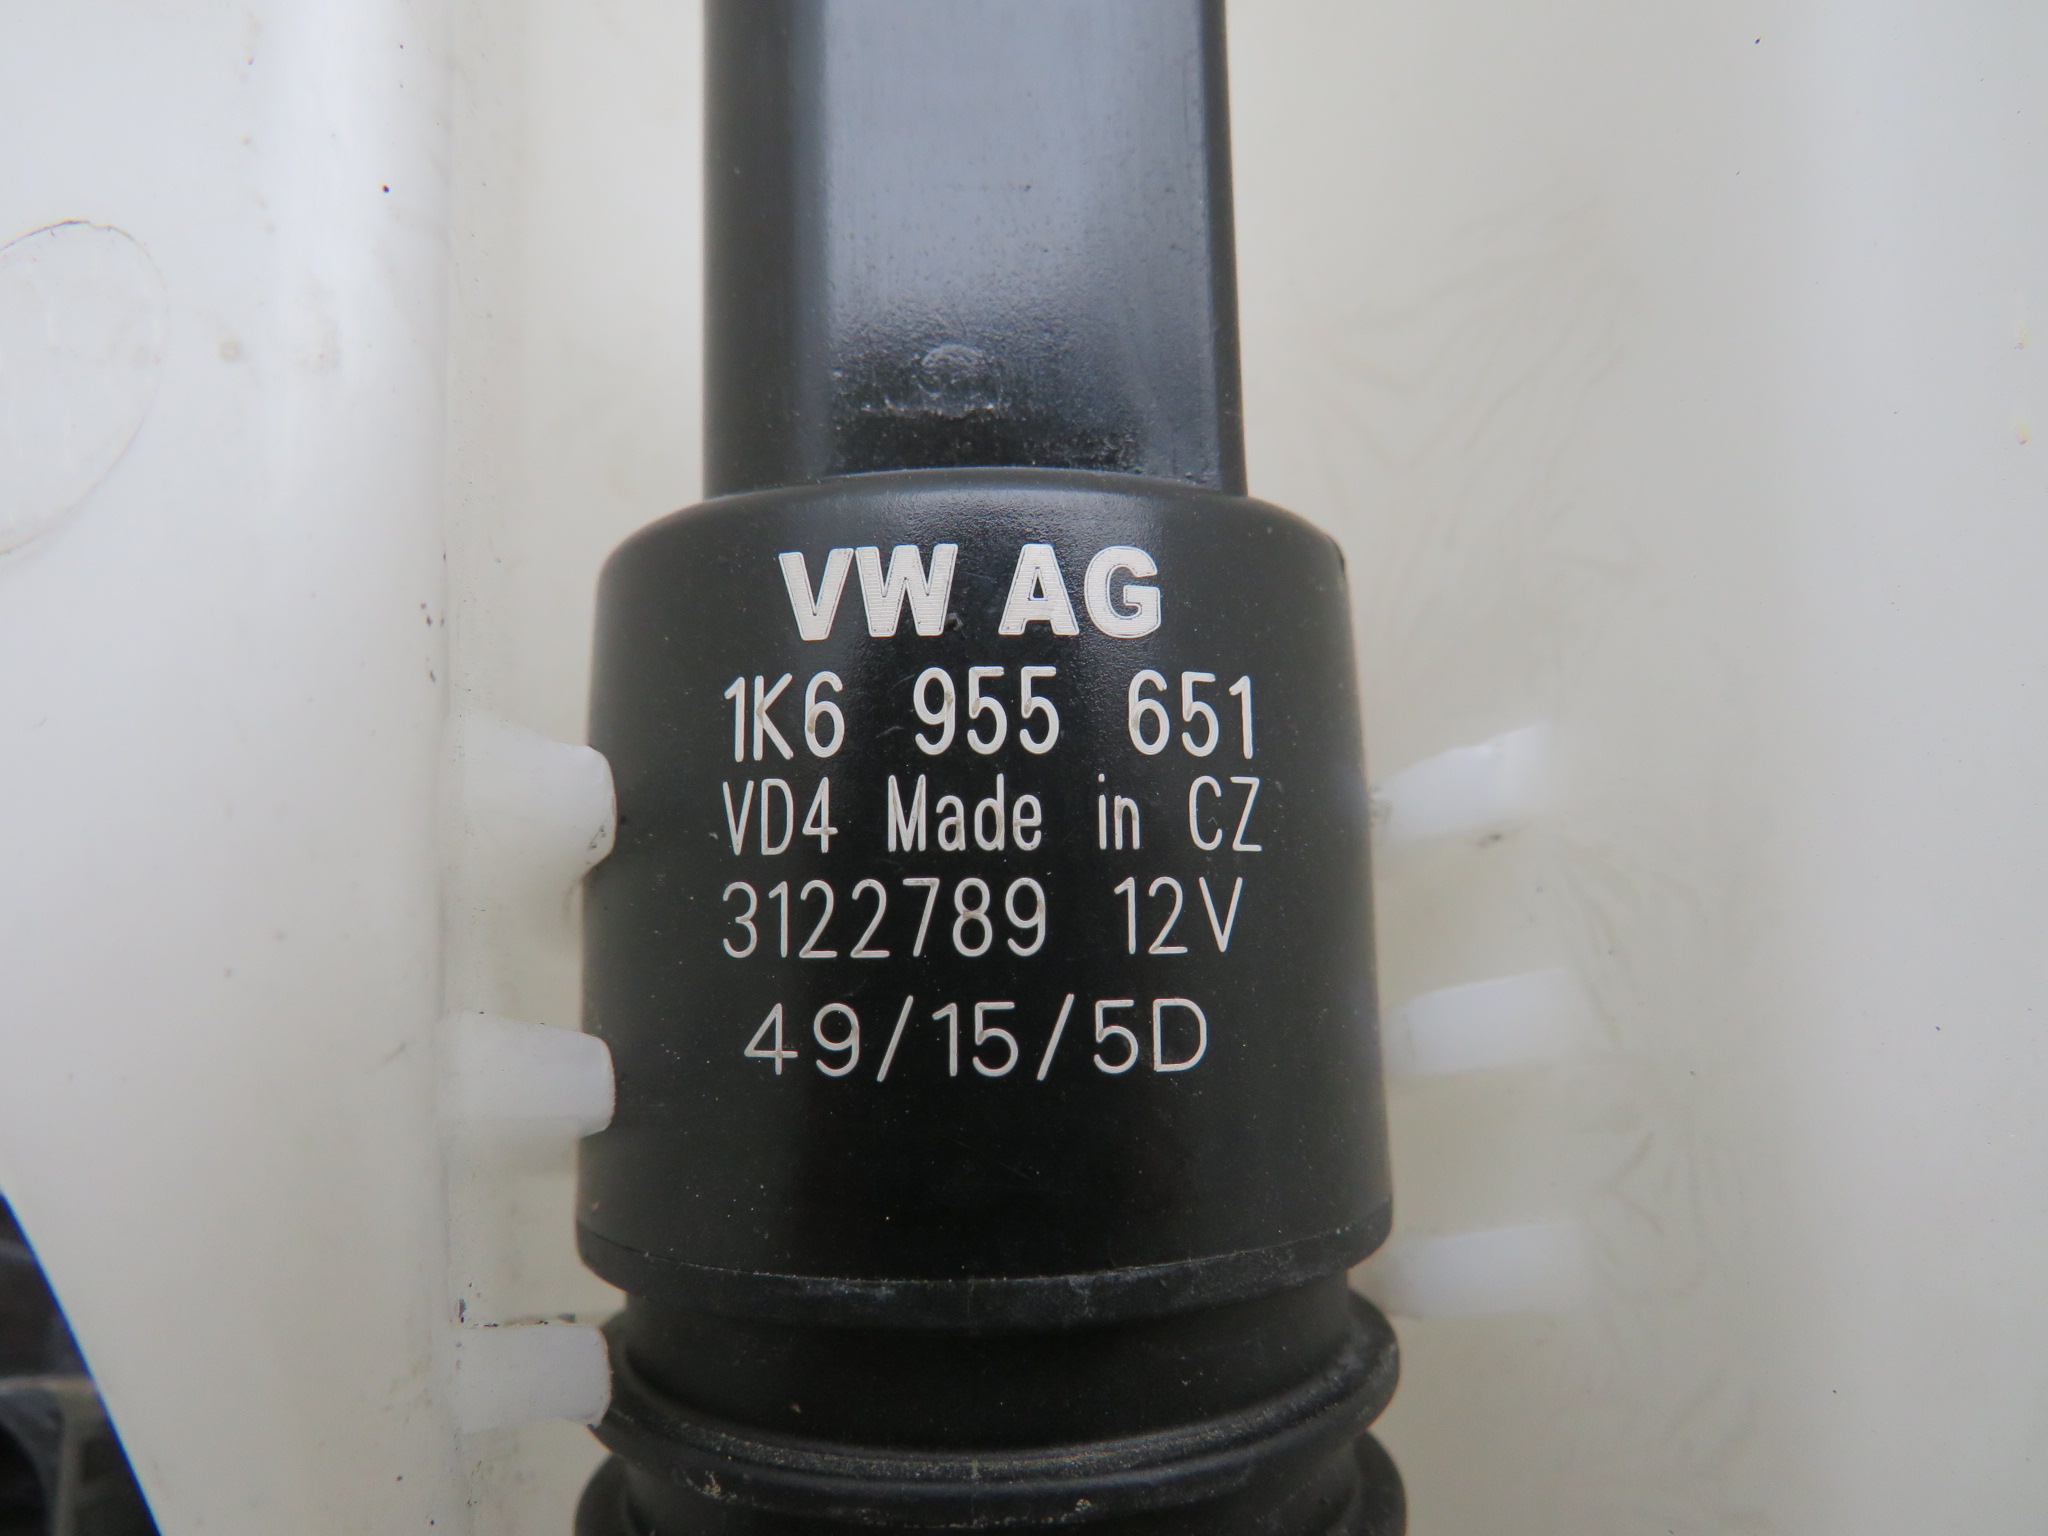 VW AG
1K6 955 651
VD4 Made in CZ
3122789 12V
49/15/5D